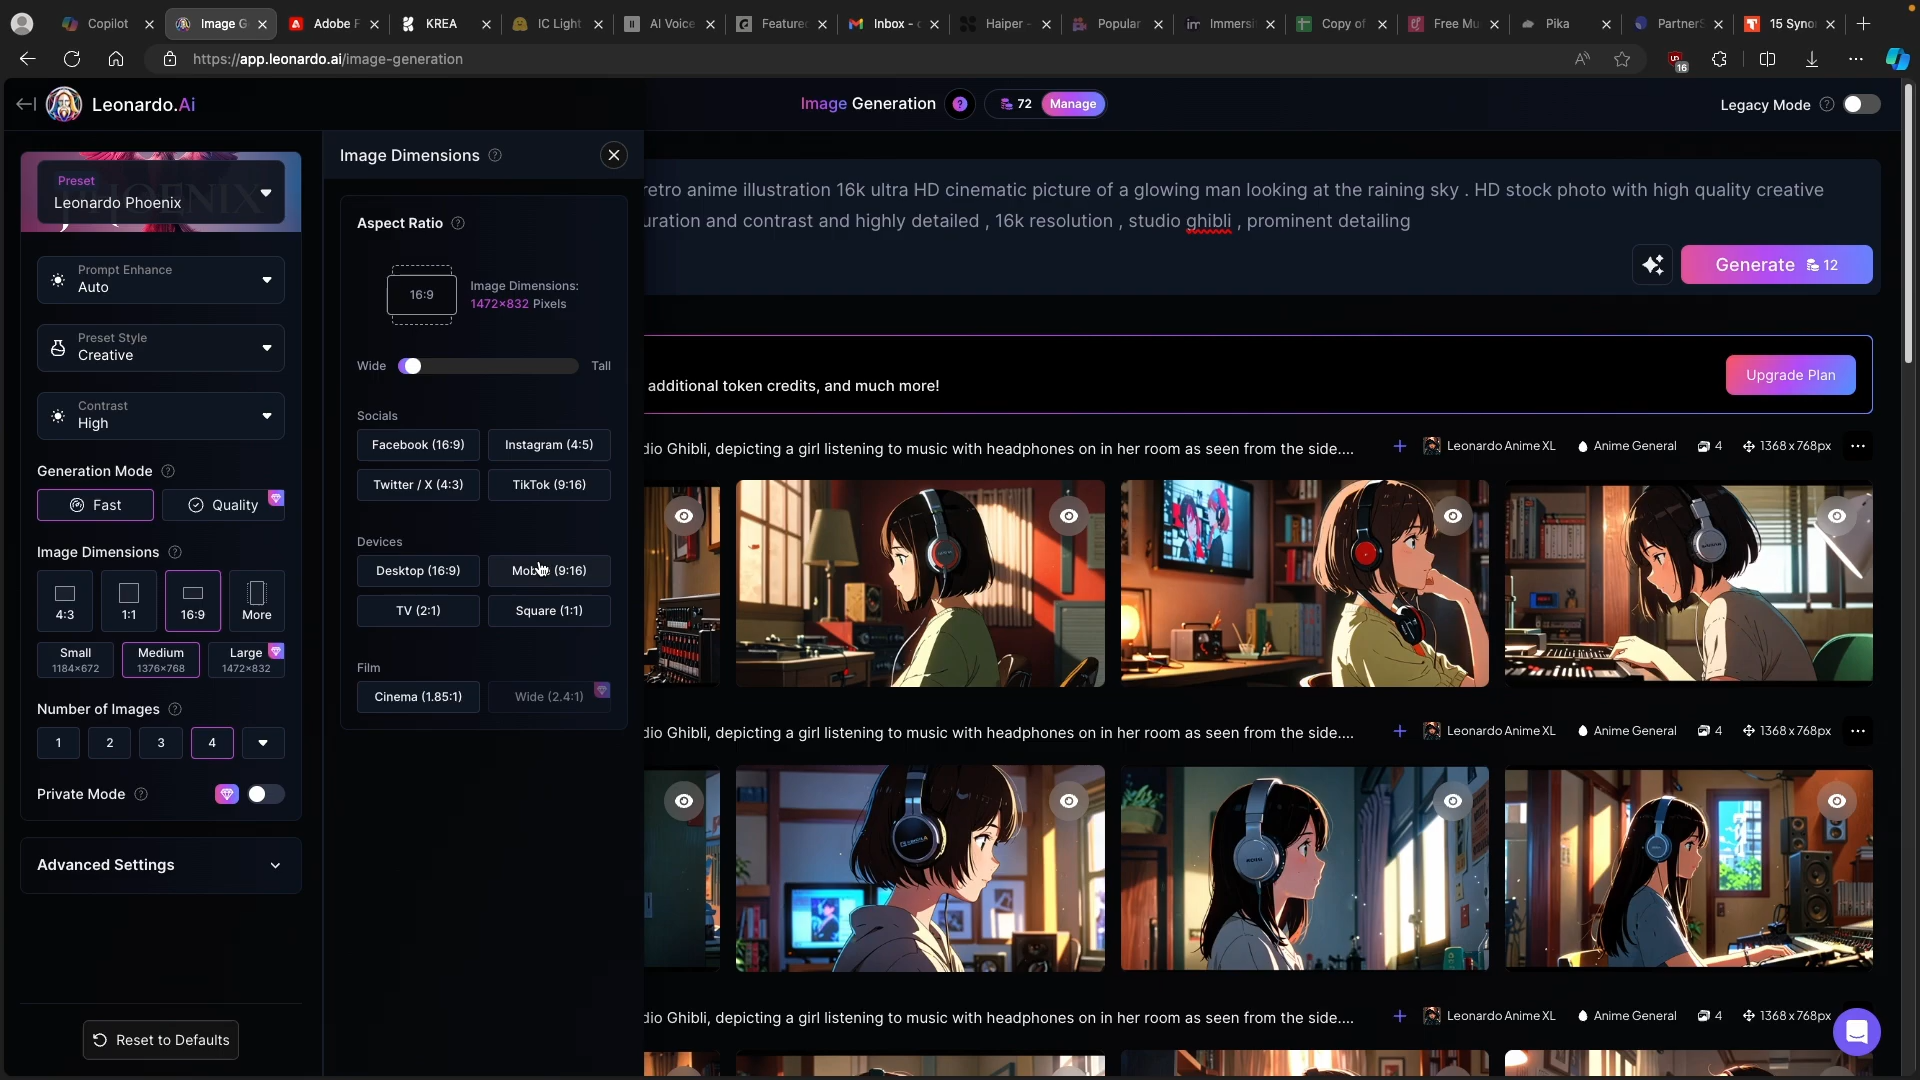 Copilot
Image G
Adobe F
KREA
IC Light
AI Voice
Feature
Inbox -
Haiper -
Popular
Immersi
Copy of
Free Mu
Pika
PartnerS
15 Syno
https://app.leonardo.ai/image-generation
16
Leonardo.Ai
Image Generation
?
72
Manage
Legacy Mode
Preset
Leonardo Phoenix
Prompt Enhance
Auto
Preset Style
Creative
Contrast
High
Generation Mode
Fast
Quality
Image Dimensions
4:3
1:1
16:9
More
Small
1184×672
Medium
1376×768
Large
1472×832
Number of Images
1
2
3
4
Private Mode
Advanced Settings
Reset to Defaults
Image Dimensions
Aspect Ratio
16:9
Image Dimensions:
1472×832 Pixels
Wide
Tall
Socials
Facebook (16:9)
Instagram (4:5)
Twitter / X (4:3)
TikTok (9:16)
Devices
Desktop (16:9)
Mobile (9:16)
TV (2:1)
Square (1:1)
Film
Cinema (1.85:1)
Wide (2.4:1)
retro anime illustration 16k ultra HD cinematic picture of a glowing man looking at the raining sky . HD stock photo with high quality creative
uration and contrast and highly detailed , 16k resolution , studio ghibli , prominent detailing
Generate 12
additional token credits, and much more!
Upgrade Plan
dio Ghibli, depicting a girl listening to music with headphones on in her room as seen from the side....
Leonardo Anime XL
Anime General
4
1368x768px
dio Ghibli, depicting a girl listening to music with headphones on in her room as seen from the side....
Leonardo Anime XL
Anime General
4
1368x768px
dio Ghibli, depicting a girl listening to music with headphones on in her room as seen from the side....
Leonardo Anime XL
Anime General
4
1368x768px